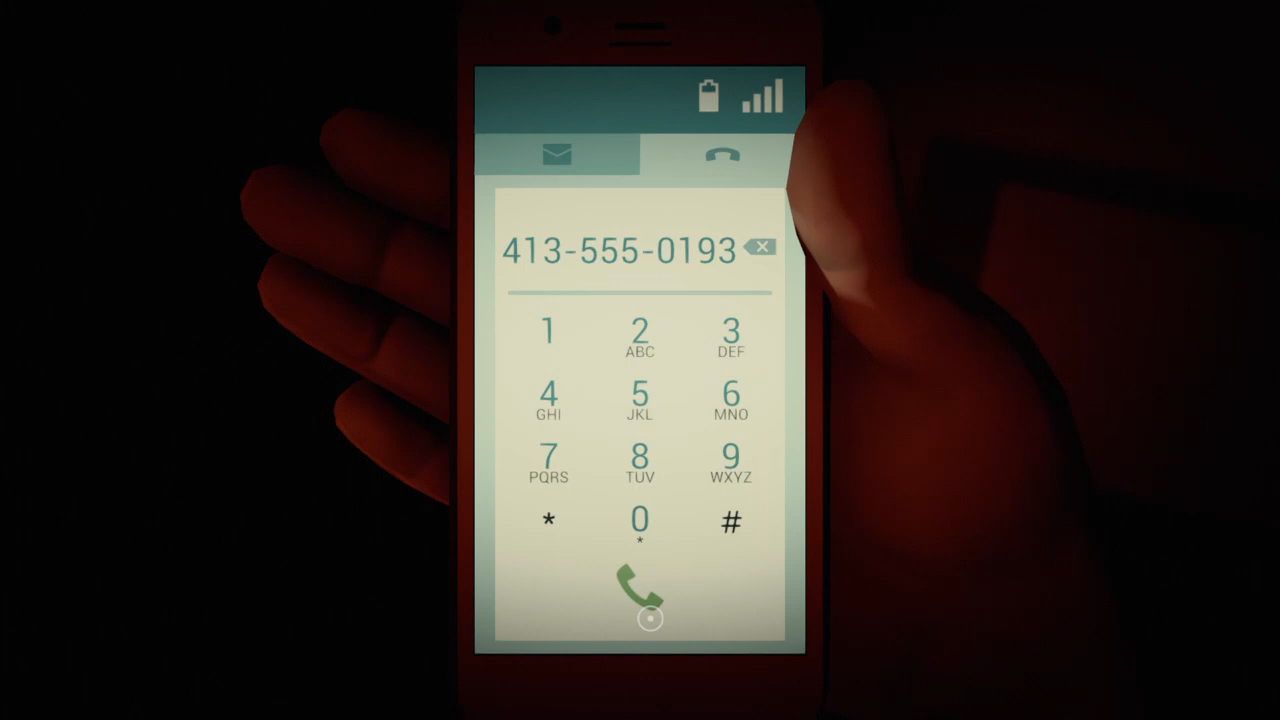 413-555-0193
1 2 3
ABC DEF
4 5 6
GHI JKL MNO
7 8 9
PQRS TUV WXYZ
* 0 #
*